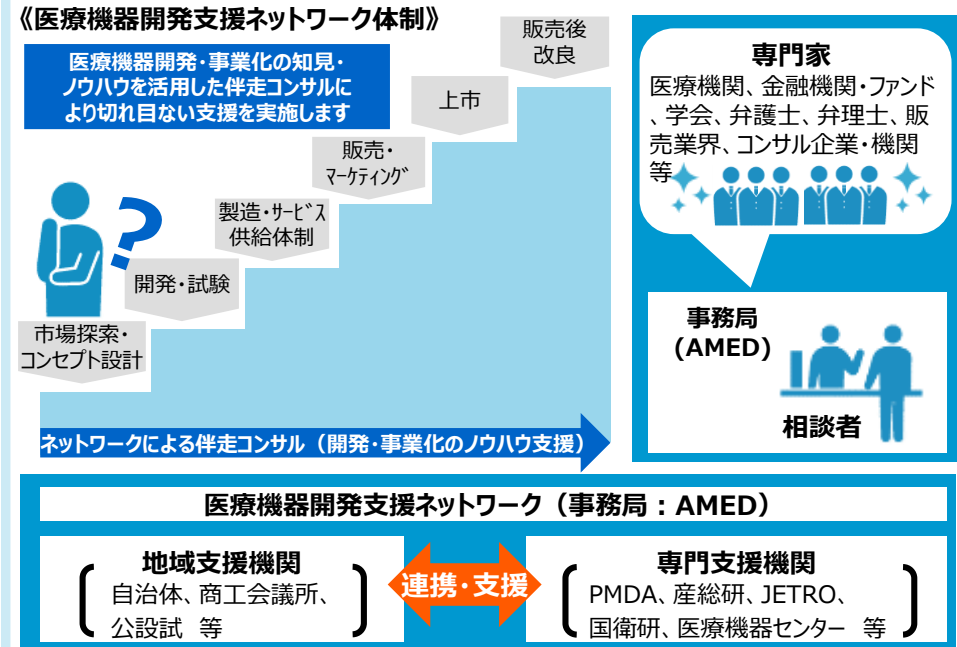 《医療機器開発支援ネットワーク体制》
医療機器開発・事業化の知見・
ノウハウを活用した伴走コンサルに
より切れ目ない支援を実施します
販売後
改良
上市
販売・
ﾏｰｹﾃｨﾝｸﾞ
製造・ｻｰﾋﾞｽ
供給体制
開発・試験
市場探索・
コンセプト設計
?
ネットワークによる伴走コンサル（開発・事業化のノウハウ支援）
専門家
医療機関、金融機関・ファンド
、学会、弁護士、弁理士、販
売業界、コンサル企業・機関
等
事務局
(AMED)
相談者
医療機器開発支援ネットワーク（事務局：AMED）
地域支援機関
自治体、商工会議所、
公設試 等
連携・支援
専門支援機関
PMDA、産総研、JETRO、
国衛研、医療機器センター 等